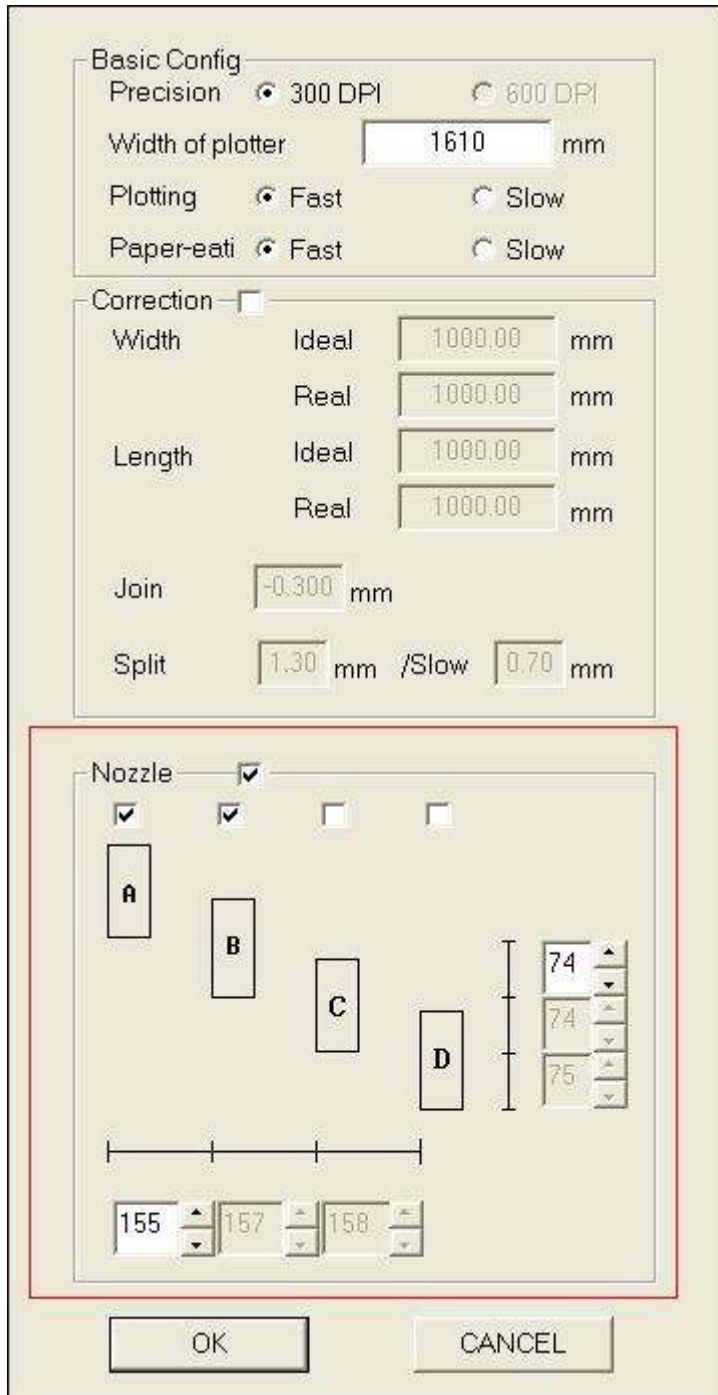 Basic Config
Precision 300 DPI 600 DPI
Width of plotter 1610 mm
Plotting Fast Slow
Paper-eati Fast Slow
Correction
Width Ideal 1000.00 mm
Real 1000.00 mm
Length Ideal 1000.00 mm
Real 1000.00 mm
Join -0.300 mm
Split 1.30 mm /Slow 0.70 mm
Nozzle
A
B
74
C
74
D
75
155 157 158
OK CANCEL